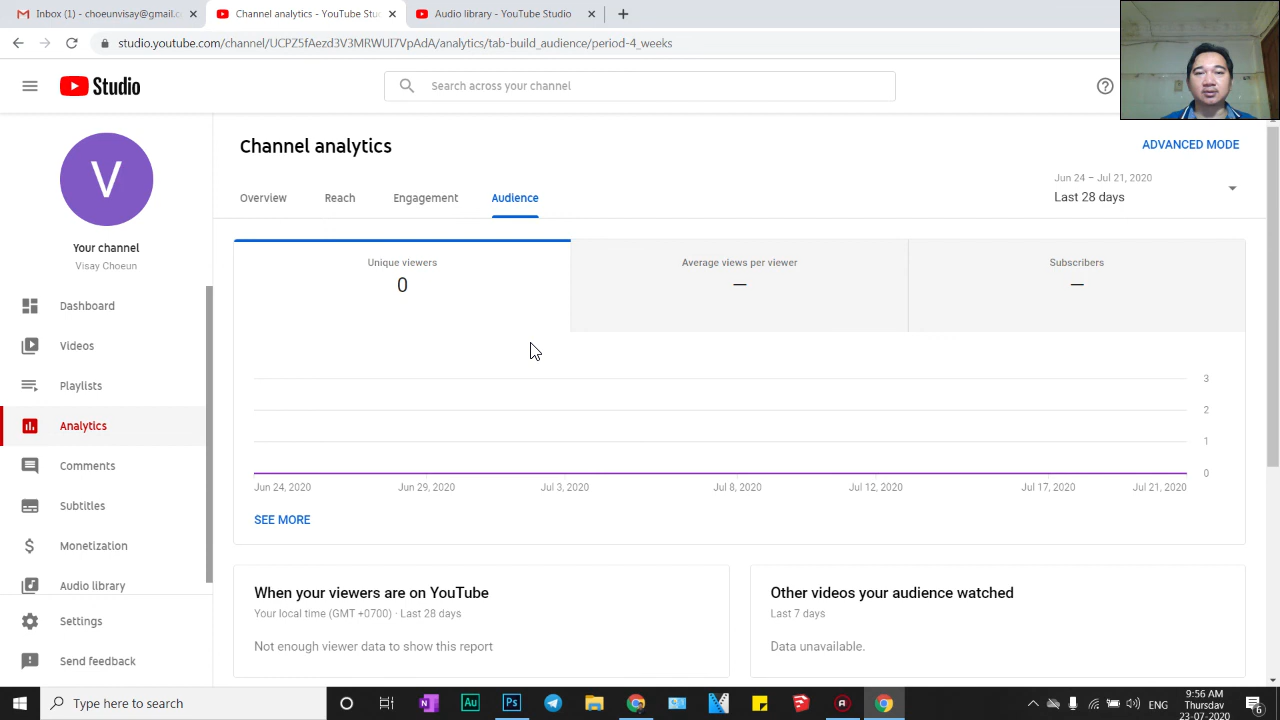 Inbox (7) - visaychoeun@gmail.c
Channel analytics - YouTube Stu
Audio library - YouTube Studio
studio.youtube.com/channel/UCPZ5fAezd3V3MRWUI7VpAdA/analytics/tab-build_audience/period-4_weeks
Studio
Search across your channel
V
Your channel
Visay Choeun
Dashboard
Videos
Playlists
Analytics
Comments
Subtitles
Monetization
Audio library
Settings
Send feedback
Channel analytics
ADVANCED MODE
Overview
Reach
Engagement
Audience
Jun 24 – Jul 21, 2020
Last 28 days
Unique viewers
0
Average views per viewer
—
Subscribers
—
3
2
1
0
Jun 24, 2020
Jun 29, 2020
Jul 3, 2020
Jul 8, 2020
Jul 12, 2020
Jul 17, 2020
Jul 21, 2020
SEE MORE
When your viewers are on YouTube
Your local time (GMT +0700) · Last 28 days
Not enough viewer data to show this report
Other videos your audience watched
Last 7 days
Data unavailable.
Type here to search
N
Au
Ps
ENG
9:56 AM
Thursday
23-07-2020
6